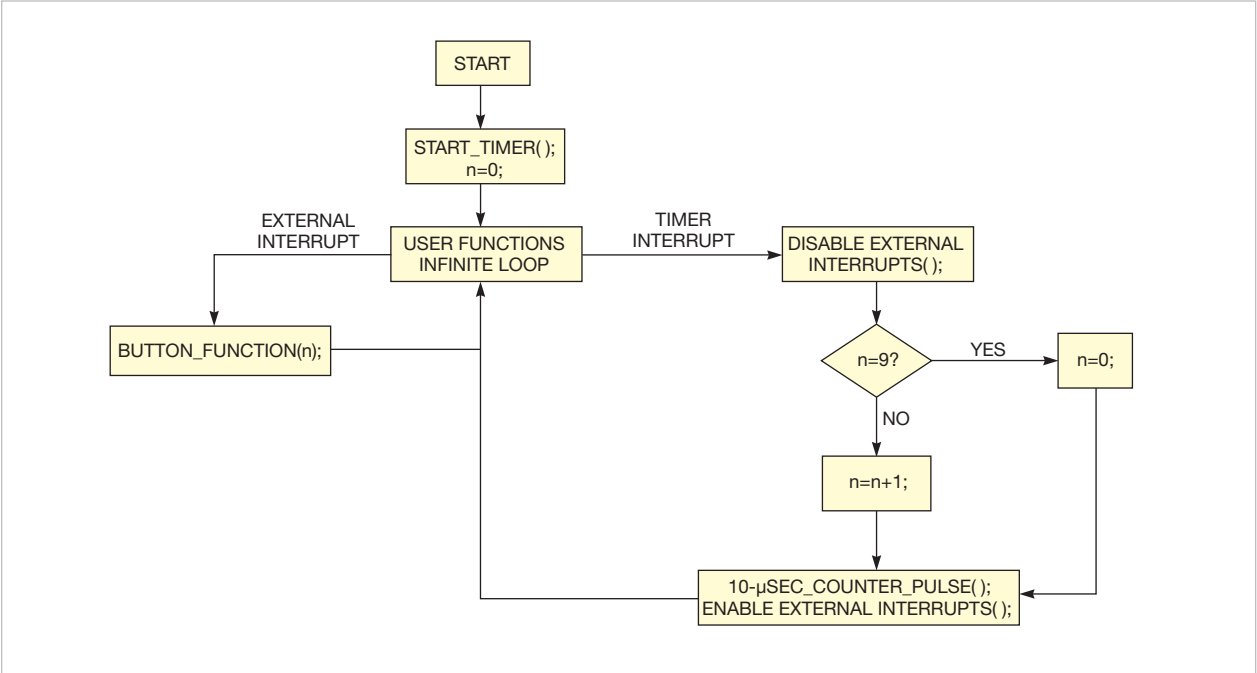 START
START_TIMER( );
n=0;
EXTERNAL
INTERRUPT
USER FUNCTIONS
INFINITE LOOP
TIMER
INTERRUPT
DISABLE EXTERNAL
INTERRUPTS( );
BUTTON_FUNCTION(n);
n=9?
YES
n=0;
NO
n=n+1;
10-µSEC_COUNTER_PULSE( );
ENABLE EXTERNAL INTERRUPTS( );